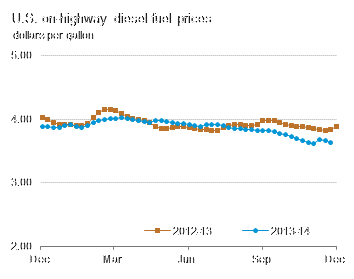 U.S. on-highway diesel fuel prices
dollars per gallon
5.00
4.00
3.00
2.00
Dec Mar Jun Sep Dec
2012-13 2013-14